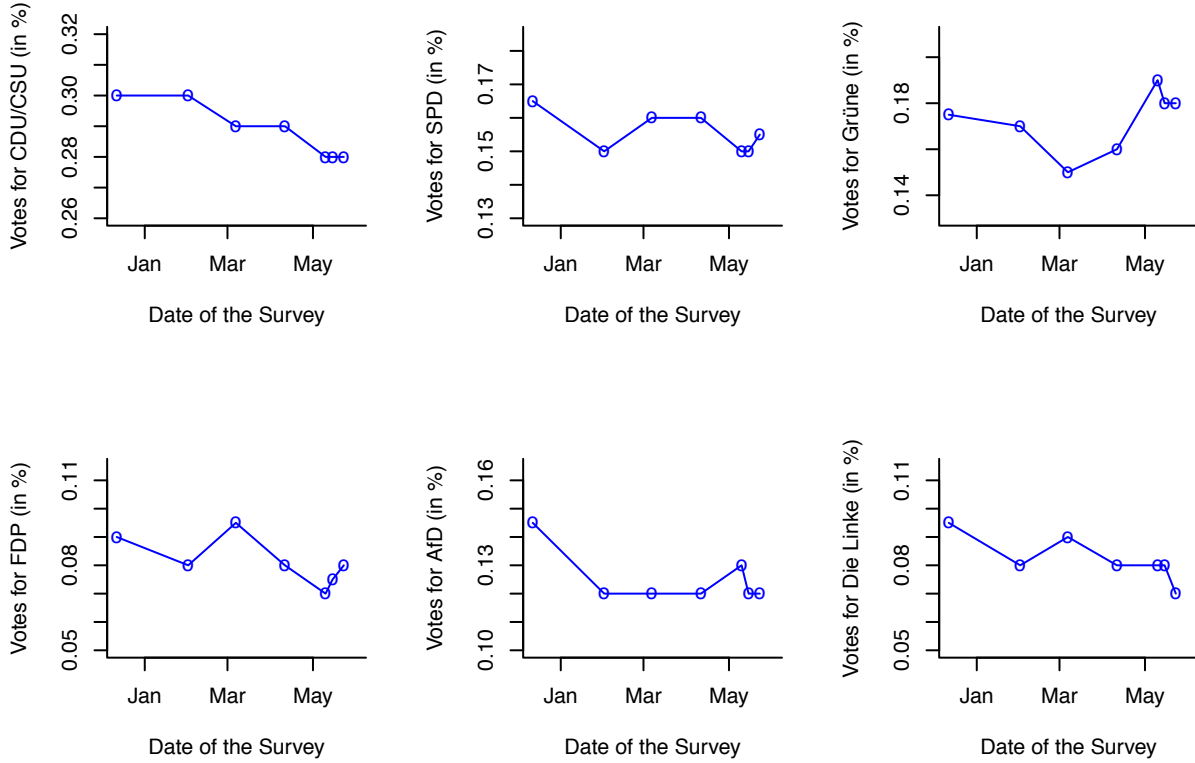 Votes for CDU/CSU (in %)
0.32
0.30
0.28
0.26
Jan Mar May
Date of the Survey
Votes for SPD (in %)
0.17
0.15
0.13
Jan Mar May
Date of the Survey
Votes for Grüne (in %)
0.18
0.14
Jan Mar May
Date of the Survey
Votes for FDP (in %)
0.11
0.08
0.05
Jan Mar May
Date of the Survey
Votes for AfD (in %)
0.16
0.13
0.10
Jan Mar May
Date of the Survey
Votes for Die Linke (in %)
0.11
0.08
0.05
Jan Mar May
Date of the Survey